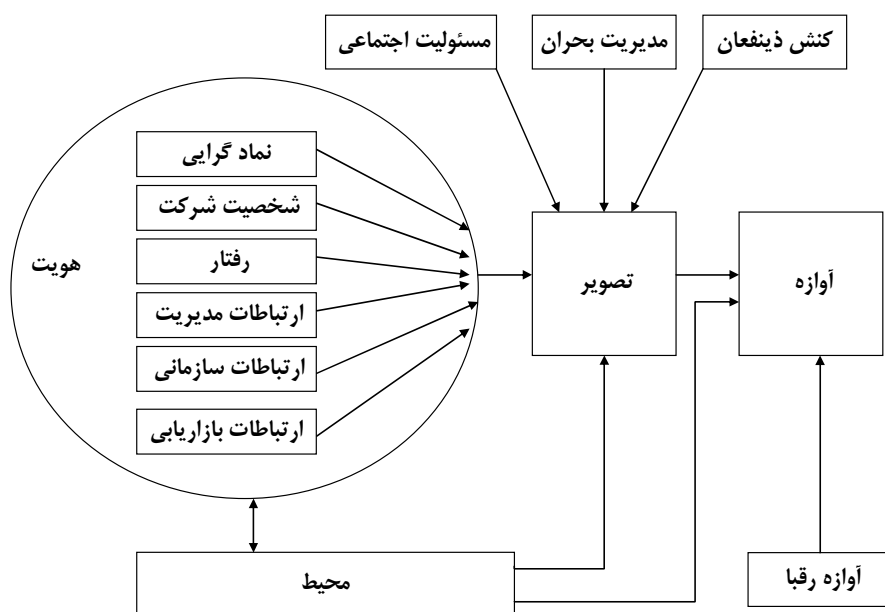 کنش ذینفعان
مدیریت بحران
مسئولیت اجتماعی
نماد گرایی
شخصیت شرکت
رفتار
ارتباطات مدیریت
ارتباطات سازمانی
ارتباطات بازاریابی
هویت
تصویر
آوازه
محیط
آوازه رقبا